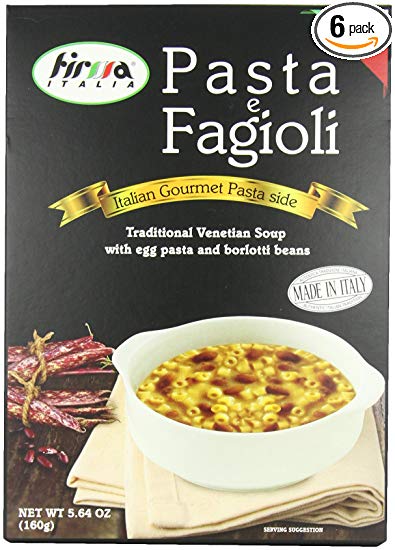 6
pack
firma
ITALIA
Pasta
e
Fagioli
Italian Gourmet Pasta side
Traditional Venetian Soup
with egg pasta and borlotti beans
MADE IN ITALY
NET WT 5.64 OZ
(160g)
SERVING SUGGESTION